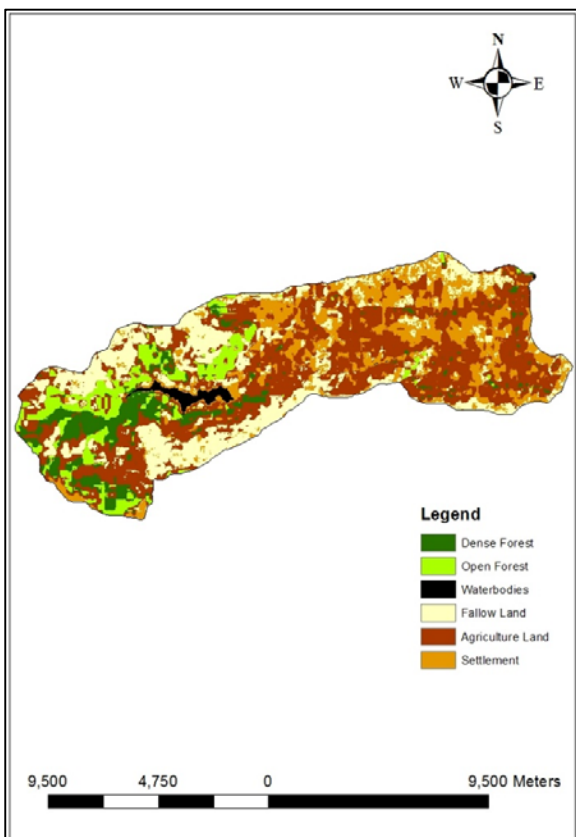 N
W E
S
Legend
Dense Forest
Open Forest
Waterbodies
Fallow Land
Agriculture Land
Settlement
9,500 4,750 0 9,500 Meters